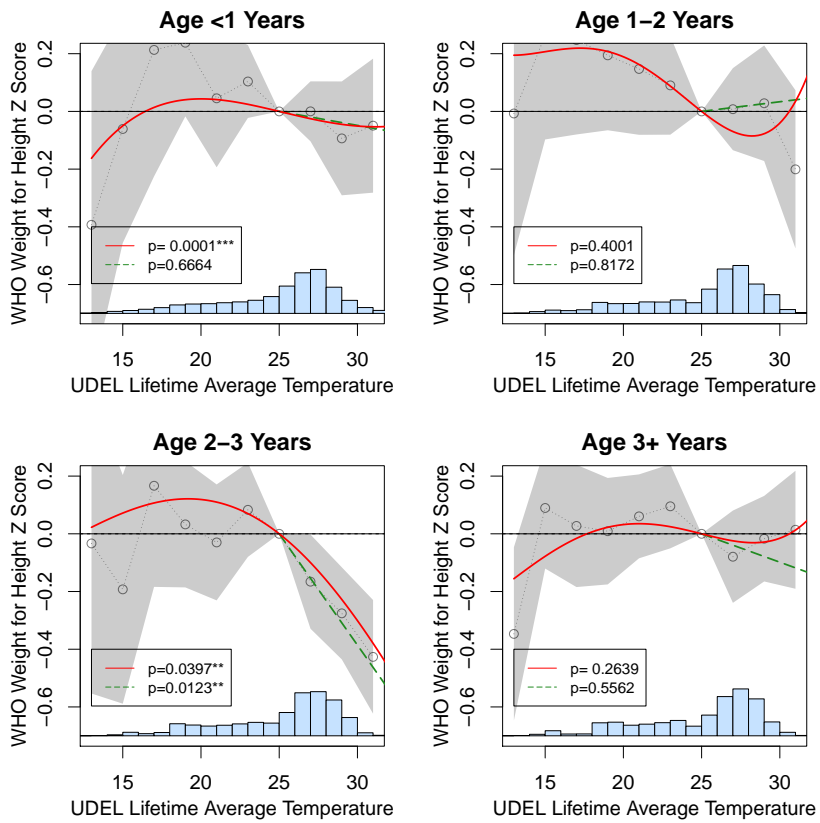 Age <1 Years
WHO Weight for Height Z Score
0.2
0.0
−0.2
−0.4
−0.6
p= 0.0001***
p=0.6664
15 20 25 30
UDEL Lifetime Average Temperature
Age 1−2 Years
WHO Weight for Height Z Score
0.2
0.0
−0.2
−0.4
−0.6
p=0.4001
p=0.8172
15 20 25 30
UDEL Lifetime Average Temperature
Age 2−3 Years
WHO Weight for Height Z Score
0.2
0.0
−0.2
−0.4
−0.6
p=0.0397**
p=0.0123**
15 20 25 30
UDEL Lifetime Average Temperature
Age 3+ Years
WHO Weight for Height Z Score
0.2
0.0
−0.2
−0.4
−0.6
p= 0.2639
p=0.5562
15 20 25 30
UDEL Lifetime Average Temperature